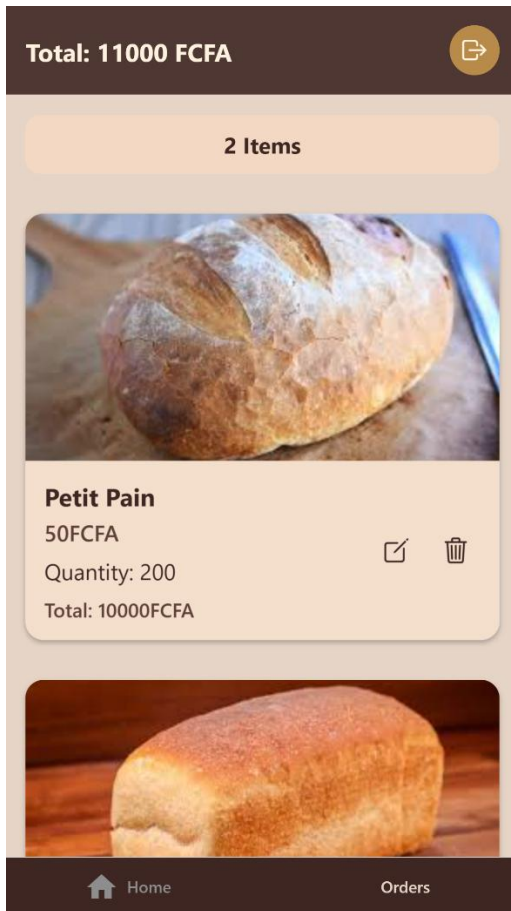 Total: 11000 FCFA
2 Items
Petit Pain
50FCFA
Quantity: 200
Total: 10000FCFA
Home
Orders